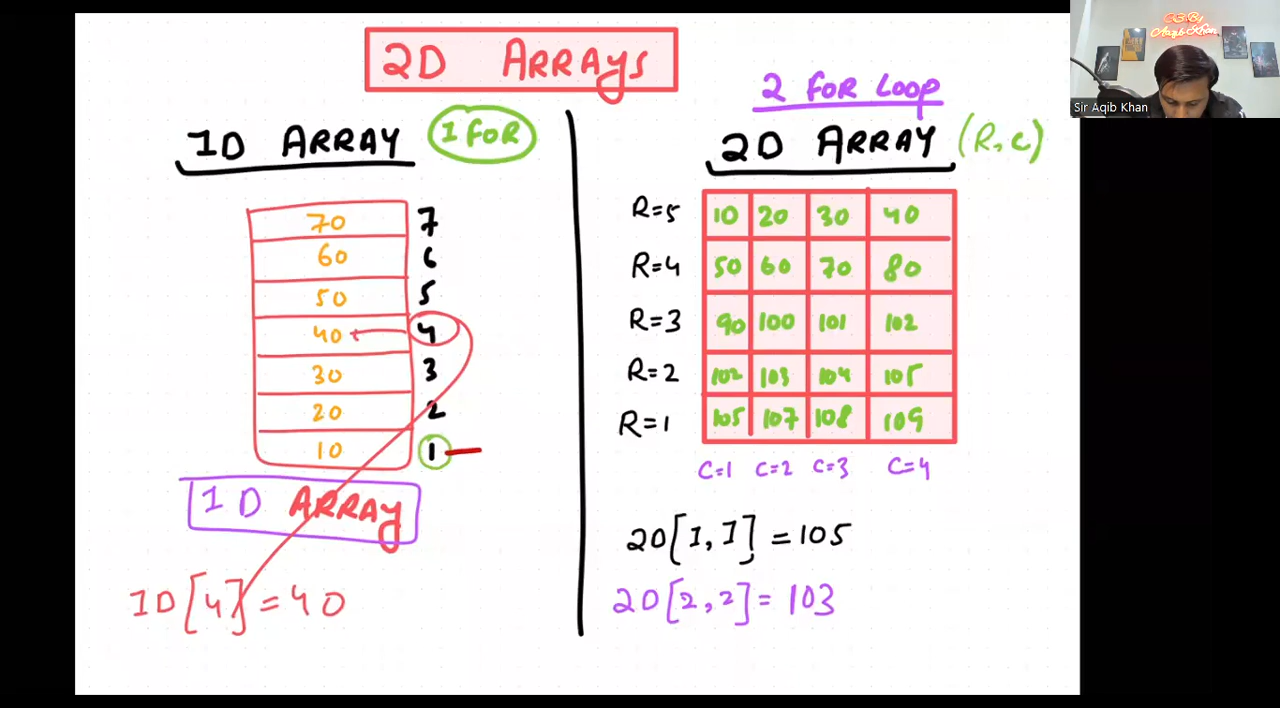 2D ARRAYS
1D ARRAY
1 FOR
70 7
60 6
50 5
40 4
30 3
20 2
10 1
1D ARRAY
1D[4] = 40
2 FOR LOOP
2D ARRAY (R, C)
R=5 10 20 30 40
R=4 50 60 70 80
R=3 90 100 101 102
R=2 102 103 104 105
R=1 105 107 108 109
C=1 C=2 C=3 C=4
2D[1,1] = 105
2D[2,2] = 103
Aaqib Khan
Sir Aqib Khan